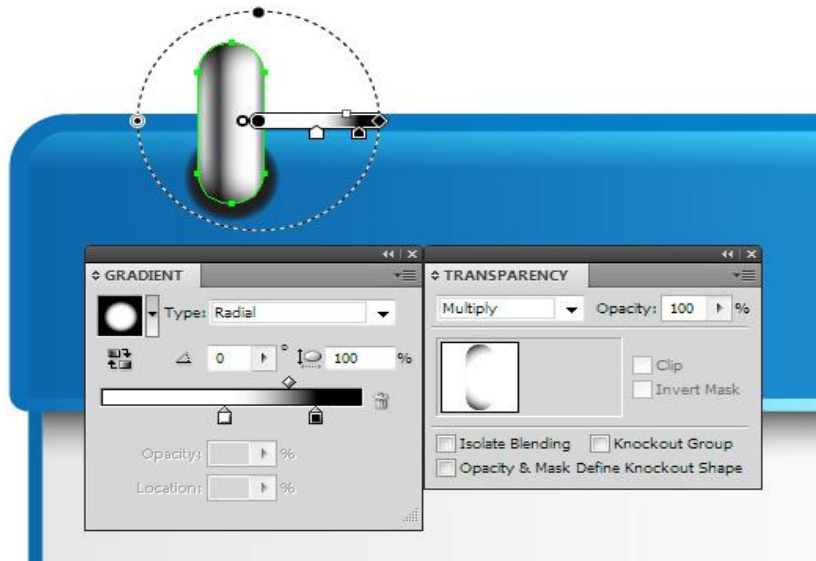 GRADIENT
Type: Radial
0 ° 100 %
Opacity: %
Location: %
TRANSPARENCY
Multiply Opacity: 100 %
Clip
Invert Mask
Isolate Blending Knockout Group
Opacity & Mask Define Knockout Shape